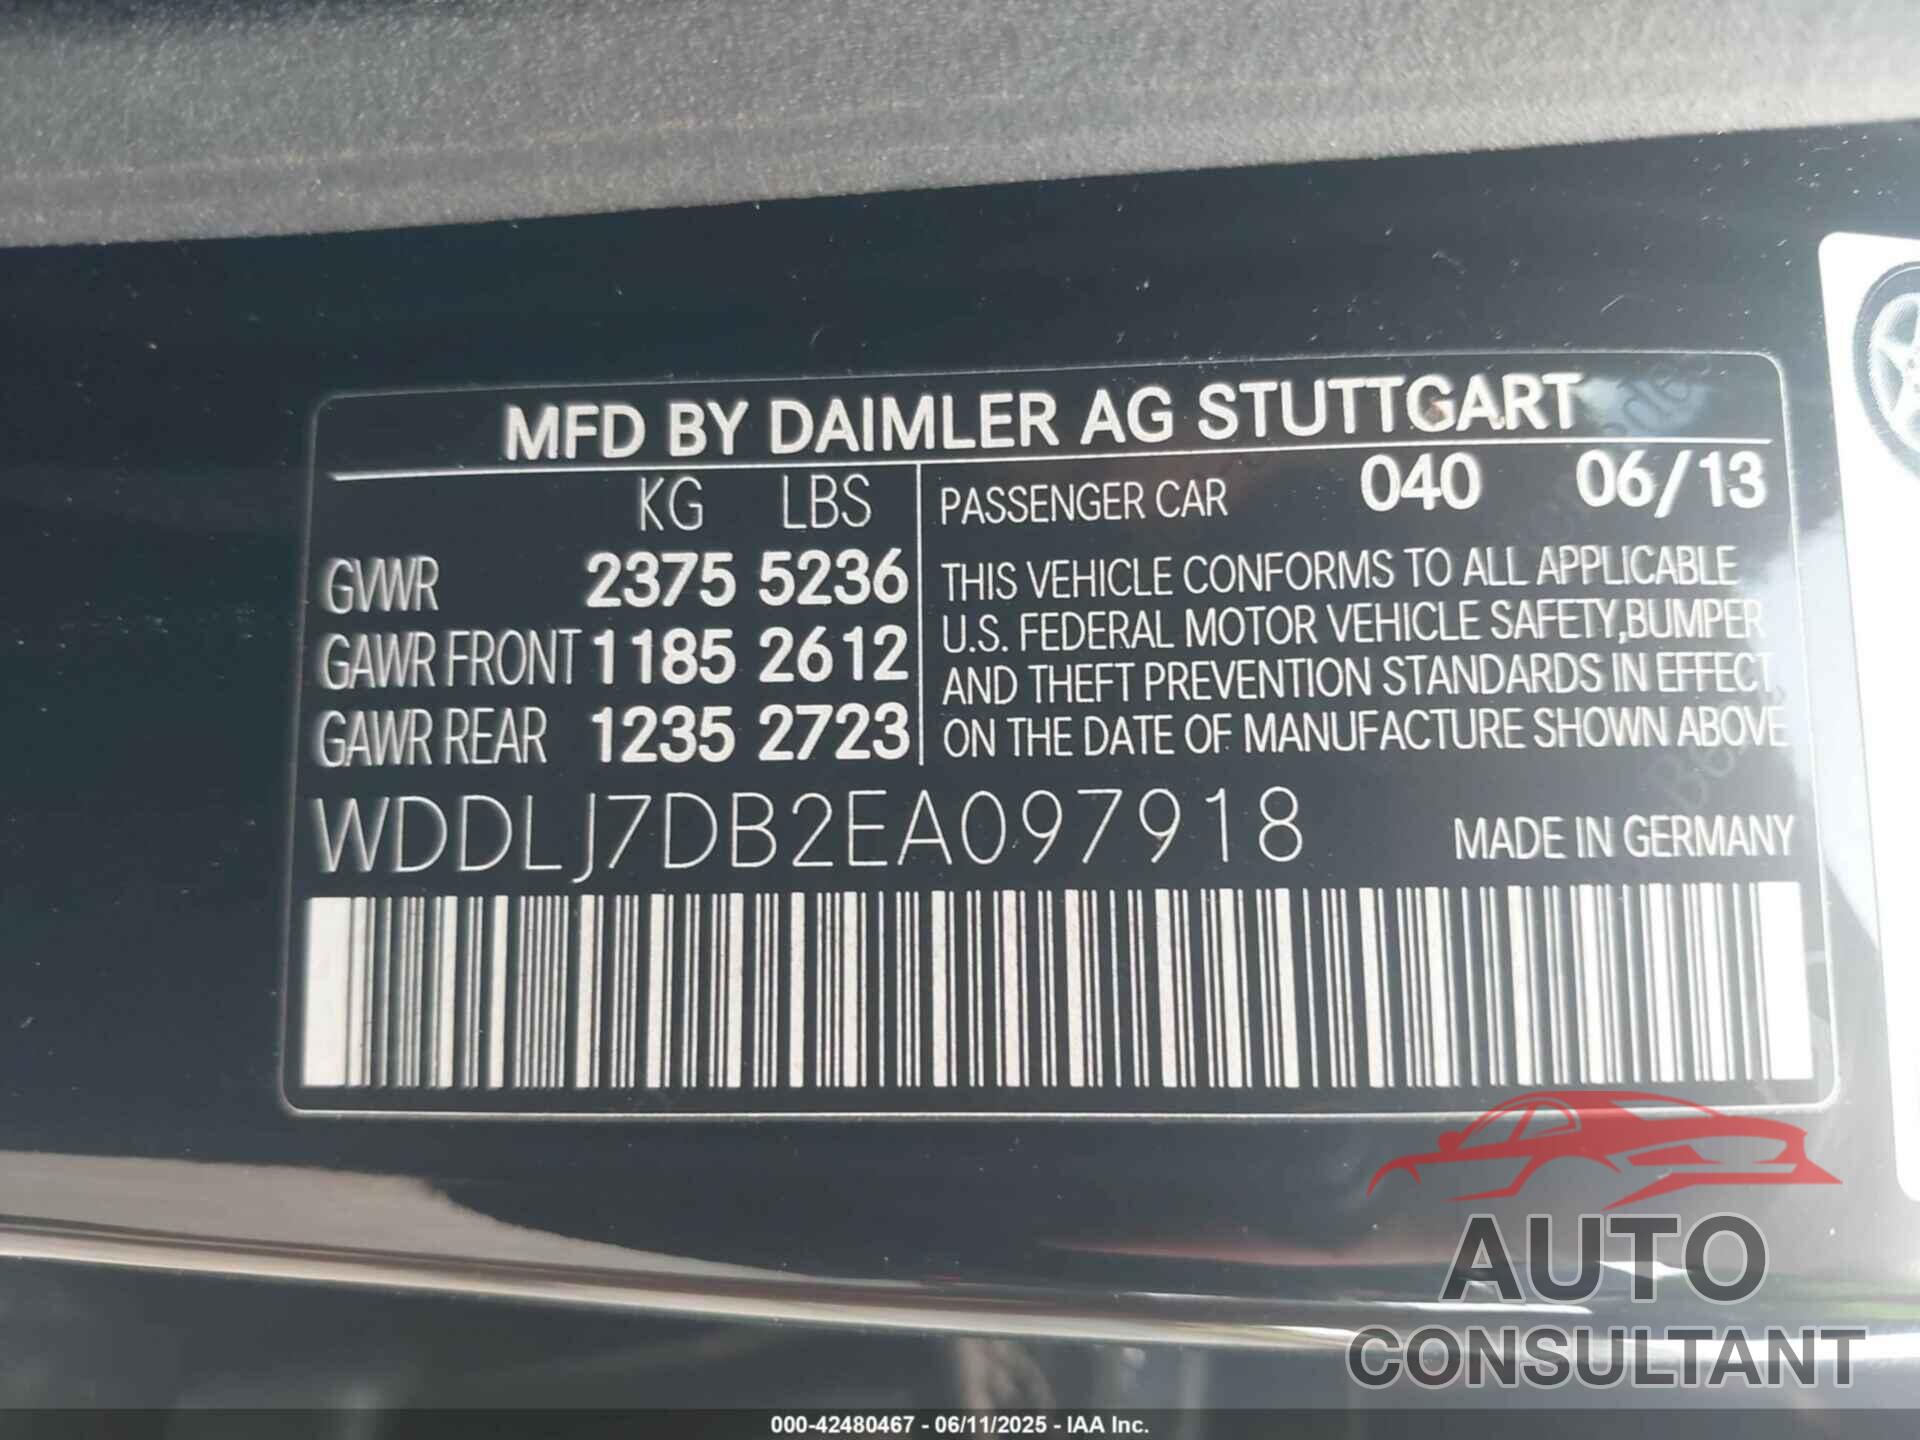 MFD BY DAIMLER AG STUTTGART
KG LBS
GVWR 2375 5236
GAWR FRONT 1185 2612
GAWR REAR 1235 2723
PASSENGER CAR 040 06/13
THIS VEHICLE CONFORMS TO ALL APPLICABLE
U.S. FEDERAL MOTOR VEHICLE SAFETY,BUMPER
AND THEFT PREVENTION STANDARDS IN EFFECT
ON THE DATE OF MANUFACTURE SHOWN ABOVE
WDDLJ7DB2EA097918 MADE IN GERMANY
AUTO
CONSULTANT
000-42480467 - 06/11/2025 - IAA Inc.